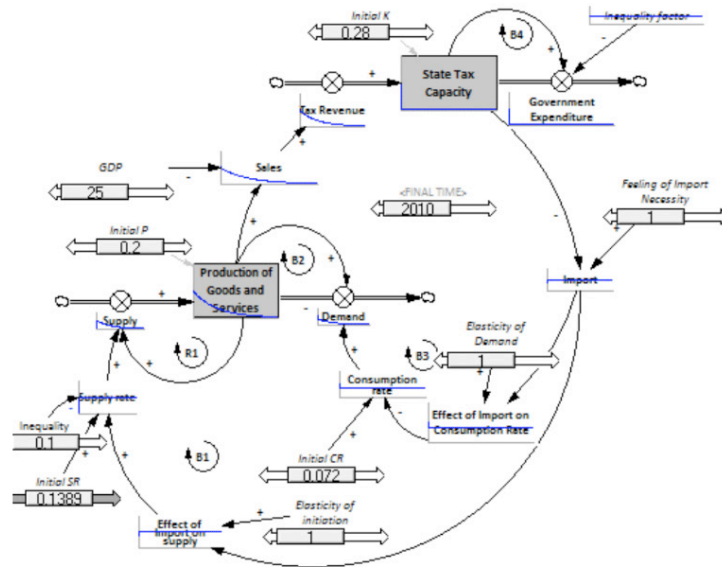 Initial K
0.28
B4
Inequality factor
State Tax
Capacity
Tax Revenue
Government
Expenditure
GDP
25
Sales
<FINAL TIME>
2010
Feeling of Import
Necessity
1
Initial P
0.2
B2
Production of
Goods and
Services
Import
Supply
Demand
R1
B3
Elasticity of
Demand
1
Supply rate
Consumption
rate
Effect of Import on
Consumption Rate
Inequality
0.1
B1
Initial CR
0.072
Initial SR
0.1389
Elasticity of
initiation
1
Effect of
Import on
supply